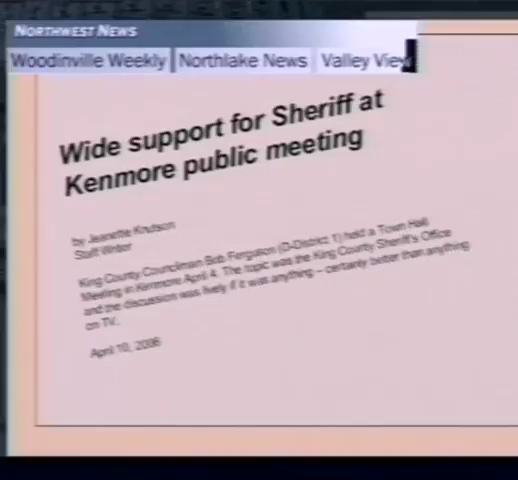 NORTHWEST NEWS
Woodinville Weekly Northlake News Valley View
Wide support for Sheriff at
Kenmore public meeting
by Jeanette Knutson
Staff Writer
King County Councilman Bob Ferguson (D-District 1) held a Town Hall
Meeting in Kenmore April 4. The topic was the King County Sheriff's Office
and the discussion was lively if it was anything – certainly better than anything
on TV.
April 10, 2006